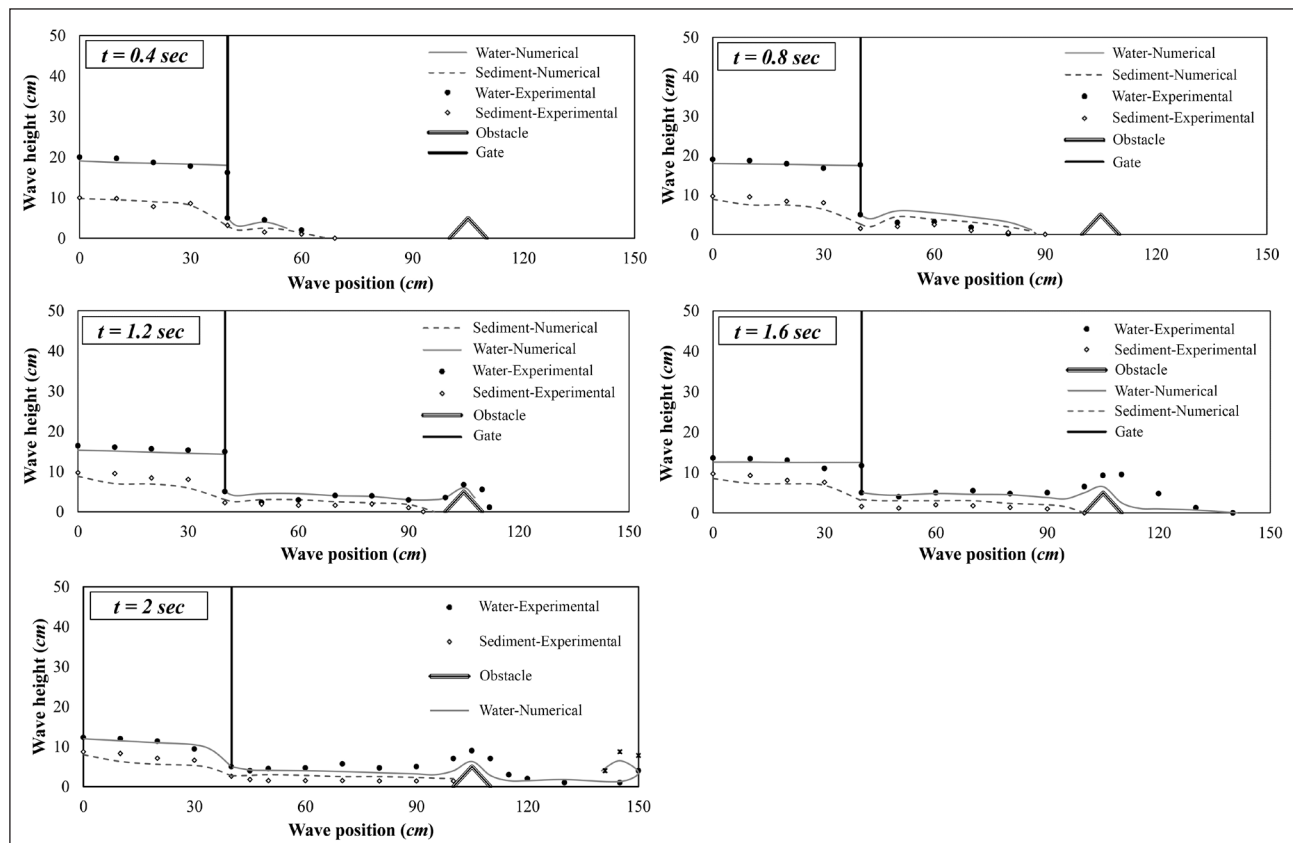 t = 0.4 sec
Wave height (cm)
50
40
30
20
10
0
0 30 60 90 120 150
Wave position (cm)
Water-Numerical
Sediment-Numerical
Water-Experimental
Sediment-Experimental
Obstacle
Gate
t = 0.8 sec
Wave height (cm)
50
40
30
20
10
0
0 30 60 90 120 150
Wave position (cm)
Water-Numerical
Sediment-Numerical
Water-Experimental
Sediment-Experimental
Obstacle
Gate
t = 1.2 sec
Wave height (cm)
50
40
30
20
10
0
0 30 60 90 120 150
Wave position (cm)
Sediment-Numerical
Water-Numerical
Water-Experimental
Sediment-Experimental
Obstacle
Gate
t = 1.6 sec
Wave height (cm)
50
40
30
20
10
0
0 30 60 90 120 150
Wave position (cm)
Water-Experimental
Sediment-Experimental
Obstacle
Water-Numerical
Sediment-Numerical
Gate
t = 2 sec
Wave height (cm)
50
40
30
20
10
0
0 30 60 90 120 150
Wave position (cm)
Water-Experimental
Sediment-Experimental
Obstacle
Water-Numerical